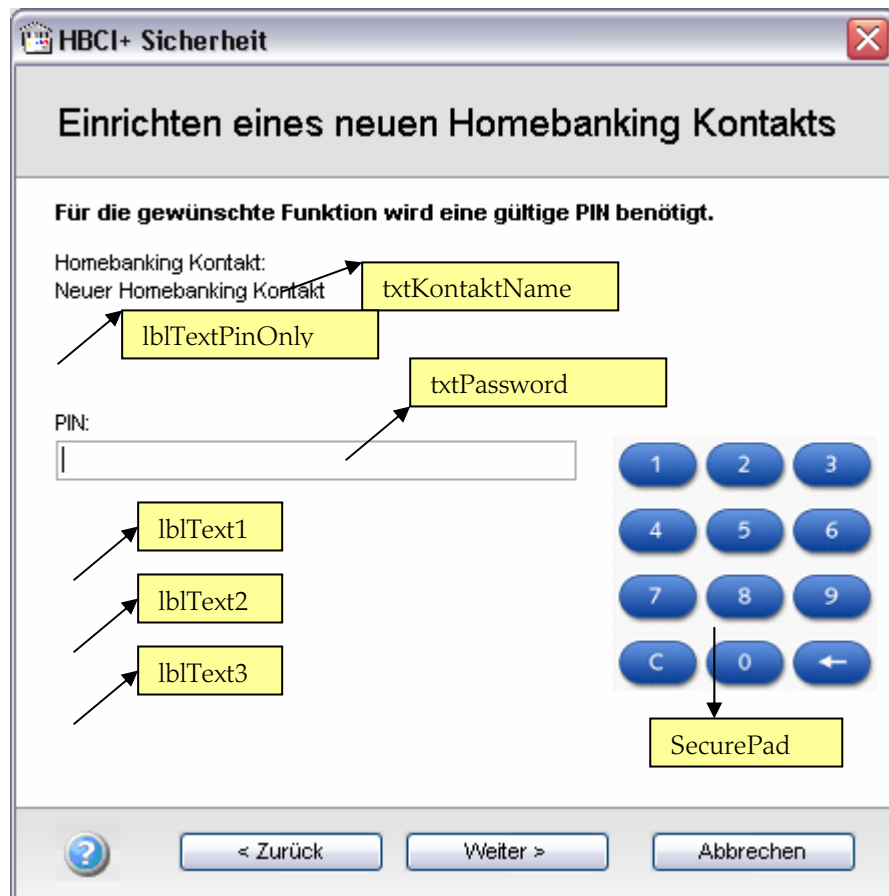 HBCI+ Sicherheit
Einrichten eines neuen Homebanking Kontakts
Für die gewünschte Funktion wird eine gültige PIN benötigt.
Homebanking Kontakt:
Neuer Homebanking Kontakt
txtKontaktName
lblTextPinOnly
txtPassword
PIN:
1 2 3
lblText1
4 5 6
lblText2
7 8 9
lblText3
C 0 ←
SecurePad
? < Zurück Weiter > Abbrechen